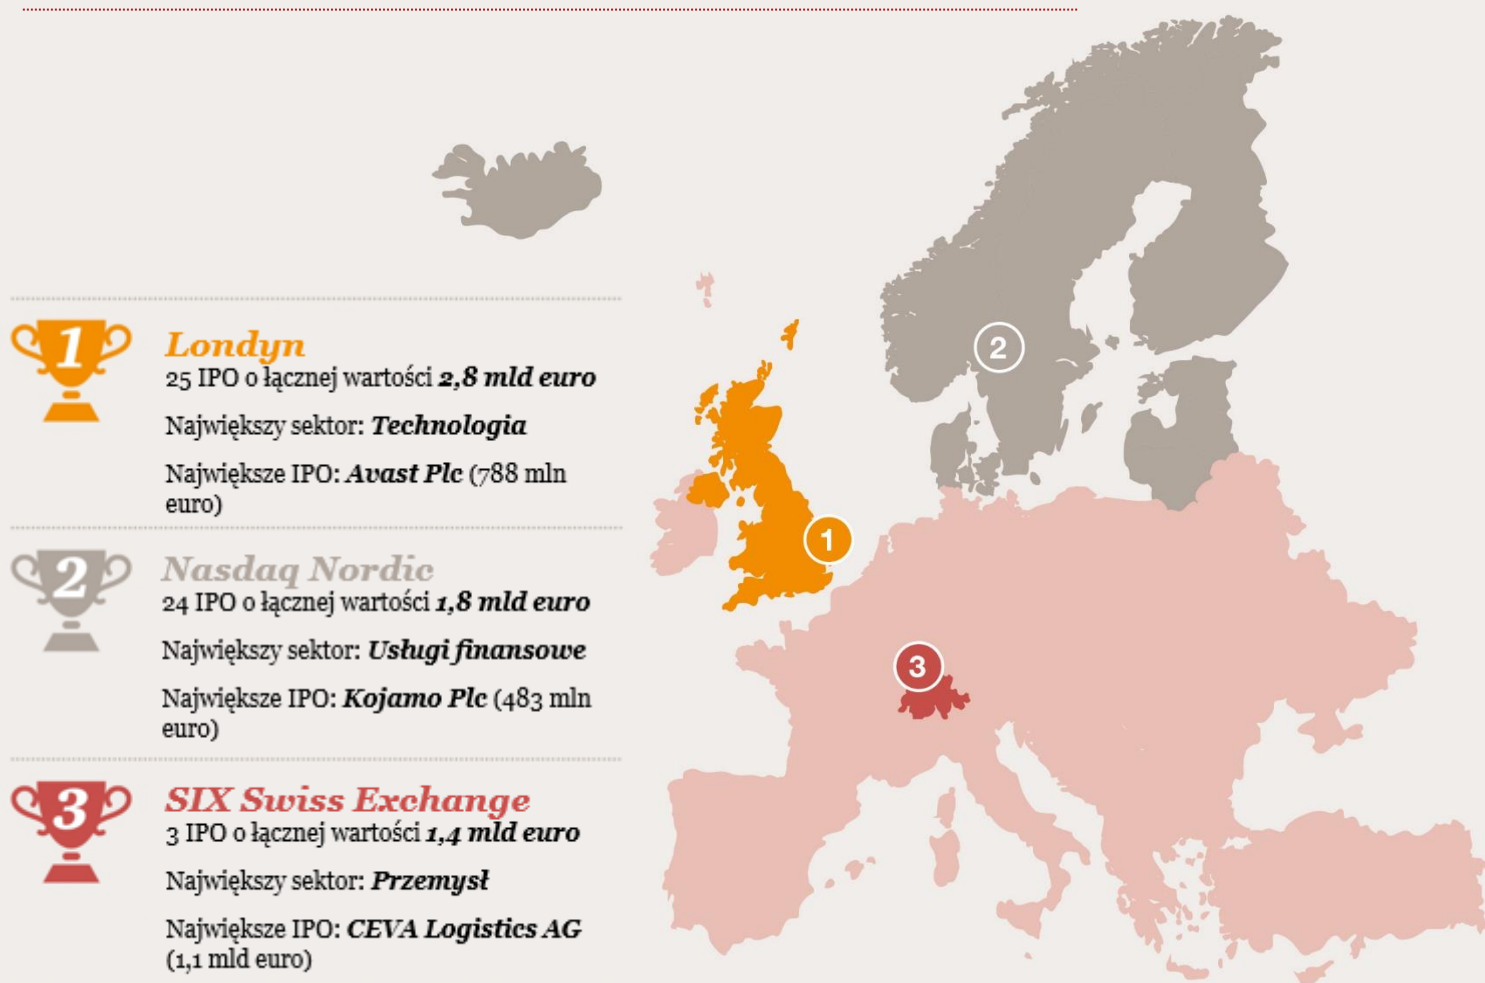 1
Londyn
25 IPO o łącznej wartości 2,8 mld euro
Największy sektor: Technologia
Największe IPO: Avast Plc (788 mln
euro)
2
Nasdaq Nordic
24 IPO o łącznej wartości 1,8 mld euro
Największy sektor: Usługi finansowe
Największe IPO: Kojamo Plc (483 mln
euro)
3
SIX Swiss Exchange
3 IPO o łącznej wartości 1,4 mld euro
Największy sektor: Przemysł
Największe IPO: CEVA Logistics AG
(1,1 mld euro)
2
1
3